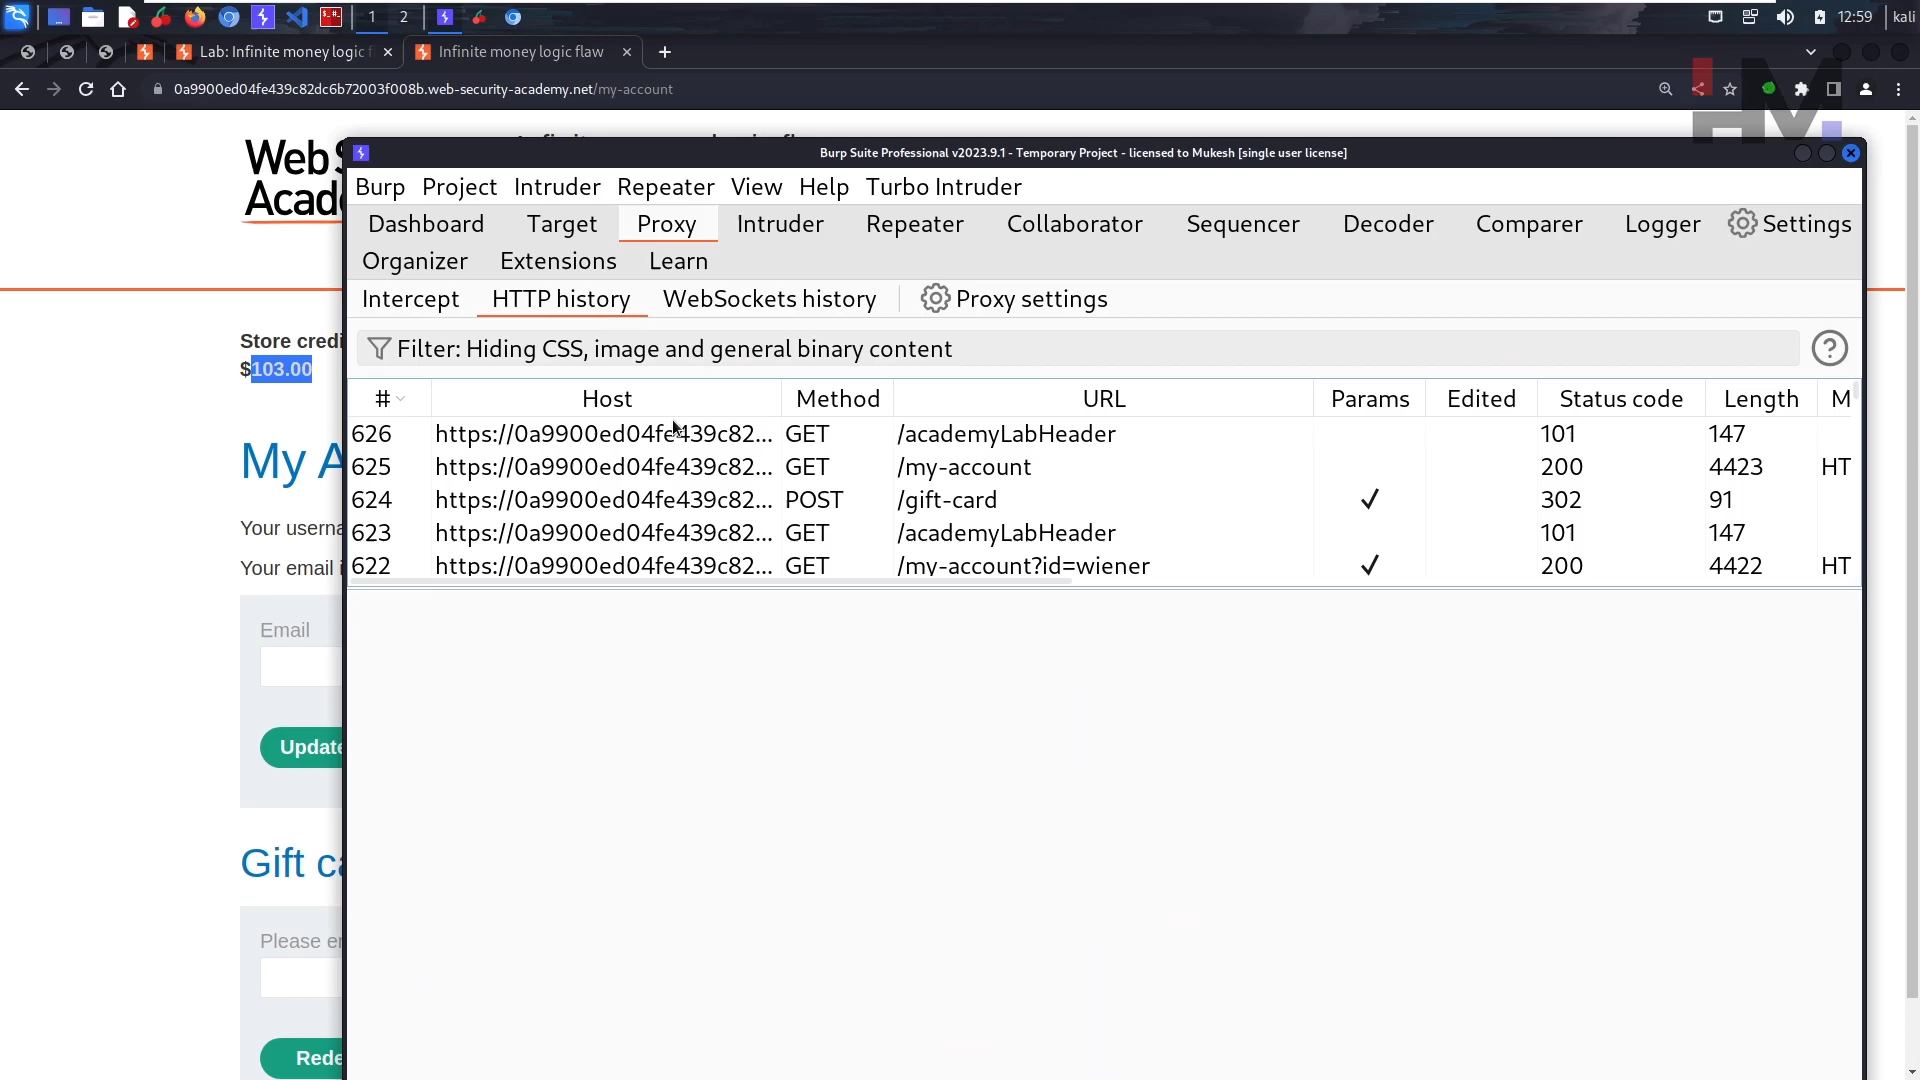 1 2 12:59 kali
Lab: Infinite money logic f Infinite money logic flaw
0a9900ed04fe439c82dc6b72003f008b.web-security-academy.net/my-account
HM
Web S
Acade
Burp Suite Professional v2023.9.1 - Temporary Project - licensed to Mukesh [single user license]
Burp Project Intruder Repeater View Help Turbo Intruder
Dashboard Target Proxy Intruder Repeater Collaborator Sequencer Decoder Comparer Logger Settings
Organizer Extensions Learn
Intercept HTTP history WebSockets history Proxy settings
Filter: Hiding CSS, image and general binary content ?
# Host Method URL Params Edited Status code Length M
626 https://0a9900ed04fe439c82... GET /academyLabHeader 101 147
625 https://0a9900ed04fe439c82... GET /my-account 200 4423 HT
624 https://0a9900ed04fe439c82... POST /gift-card ✓ 302 91
623 https://0a9900ed04fe439c82... GET /academyLabHeader 101 147
622 https://0a9900ed04fe439c82... GET /my-account?id=wiener ✓ 200 4422 HT
Store credi
$103.00
My A
Your userna
Your email i
Email
Update
Gift ca
Please en
Rede